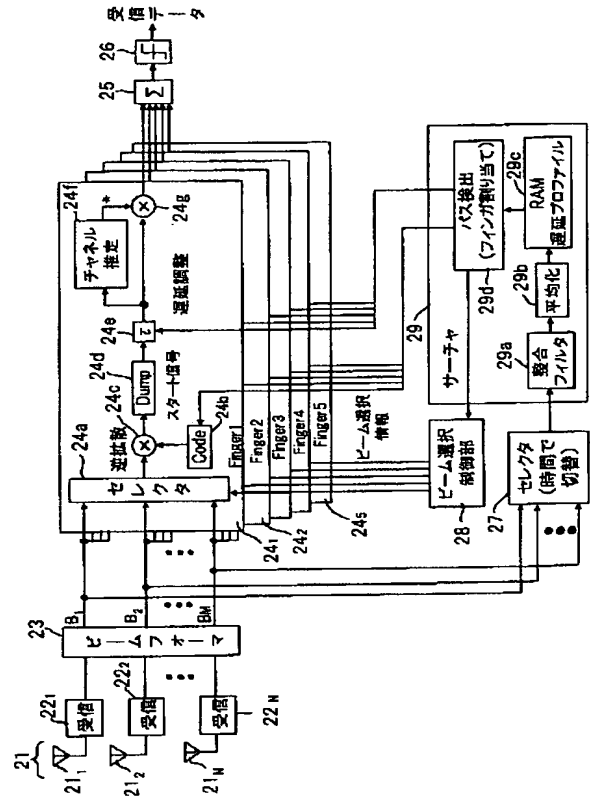 21
21₁
21₂
21N
22₁
受信
22₂
受信
22N
受信
23
ビームフォーマ
B₁
B₂
BM
24a
セレクタ
逆拡散
24c
24d
Dump
24e
τ
24f
チャネル
推定
*
24g
スタート信号
遅延調整
Code
24b
Finger1
Finger2
Finger3
Finger4
Finger5
24₁
24₂
24₅
25
Σ
26
受信データ
ビーム選択
情報
ビーム選択
制御部
28
27
セレクタ
(時間で
切替)
29
サーチャ
29a
整合
フィルタ
29b
平均化
29c
RAM
遅延プロファイル
パス検出
(フィンガ割り当て)
29d